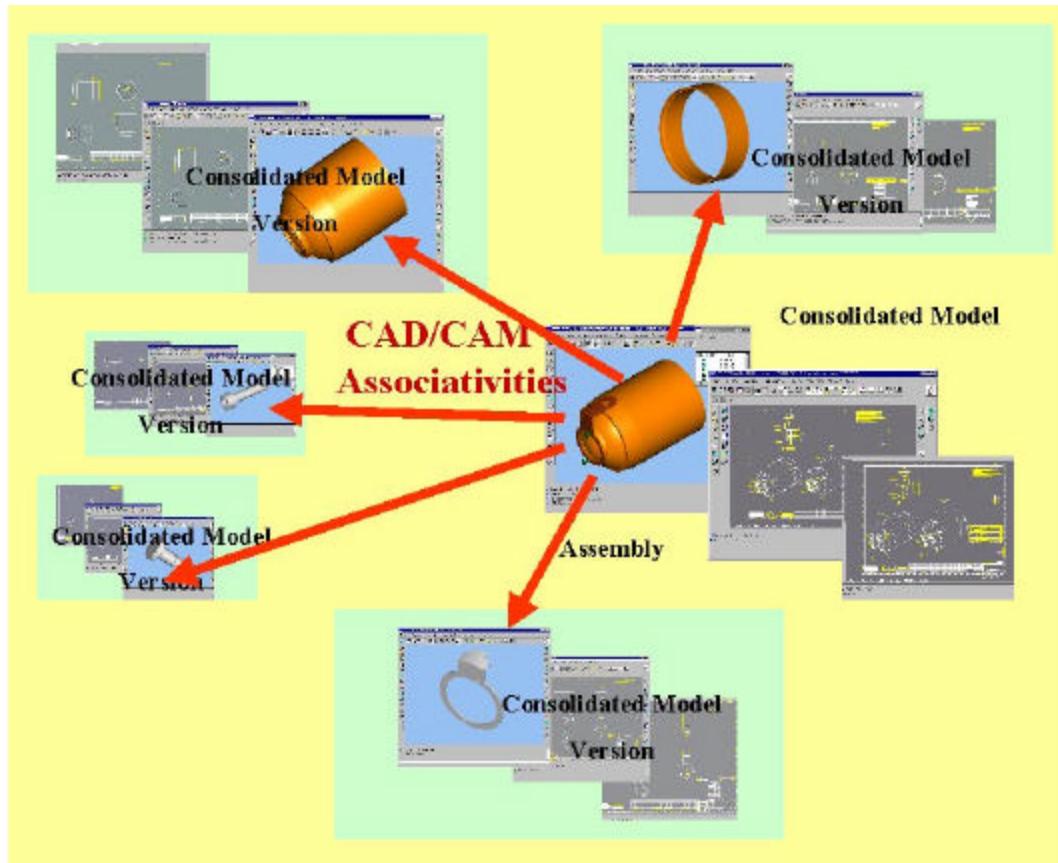 Consolidated Model
Version
Consolidated Model
Version
Consolidated Model
CAD/CAM
Associativities
Consolidated Model
Version
Assembly
Consolidated Model
Version
Consolidated Model
Version